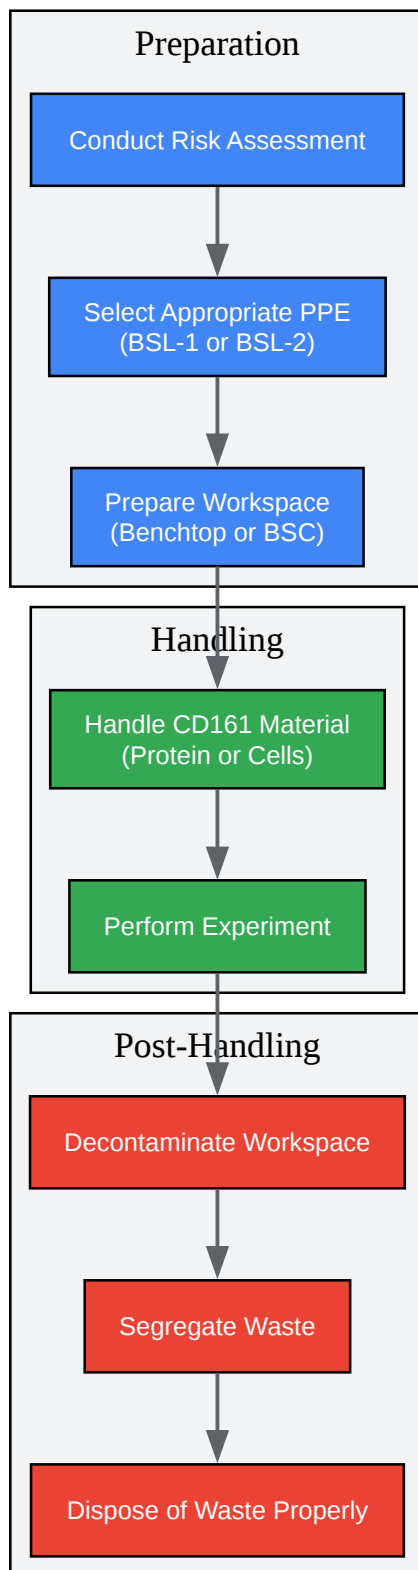 Preparation
Conduct Risk Assessment
Select Appropriate PPE
(BSL-1 or BSL-2)
Prepare Workspace
(Benchtop or BSC)
Handling
Handle CD161 Material
(Protein or Cells)
Perform Experiment
Post-Handling
Decontaminate Workspace
Segregate Waste
Dispose of Waste Properly